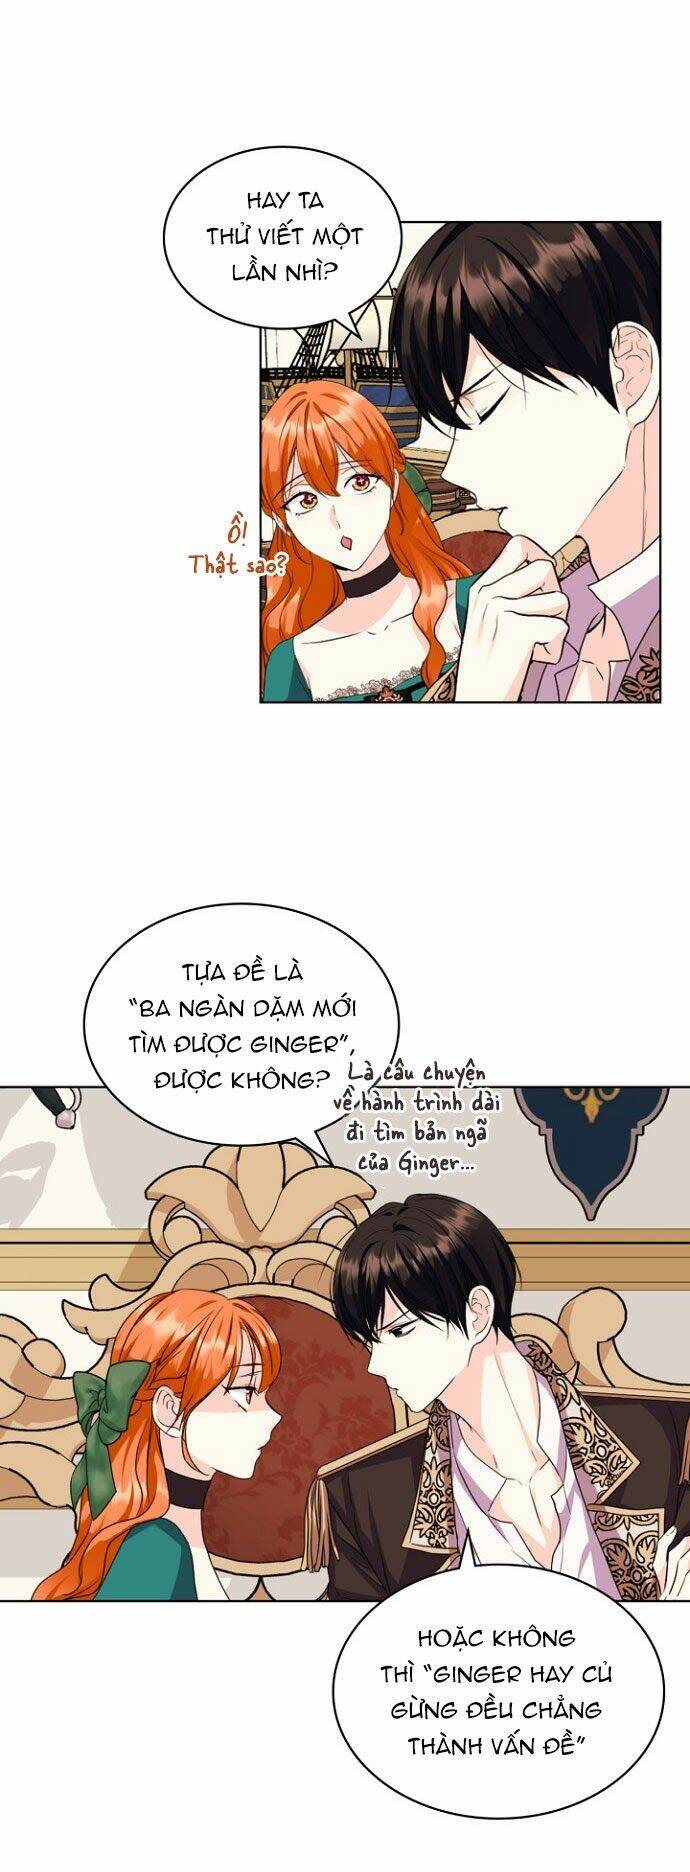 HAY TA
THỬ VIẾT MỘT
LẦN NHỈ?
Ồ!
Thật sao?
TỰA ĐỀ LÀ
"BA NGÀN DẶM MỚI
TÌM ĐƯỢC GINGER",
ĐƯỢC KHÔNG?
Là câu chuyện
về hành trình dài
đi tìm bản ngã
của Ginger...
HOẶC KHÔNG
THÌ "GINGER HAY CỦ
GỪNG ĐỀU CHẲNG
THÀNH VẤN ĐỀ"